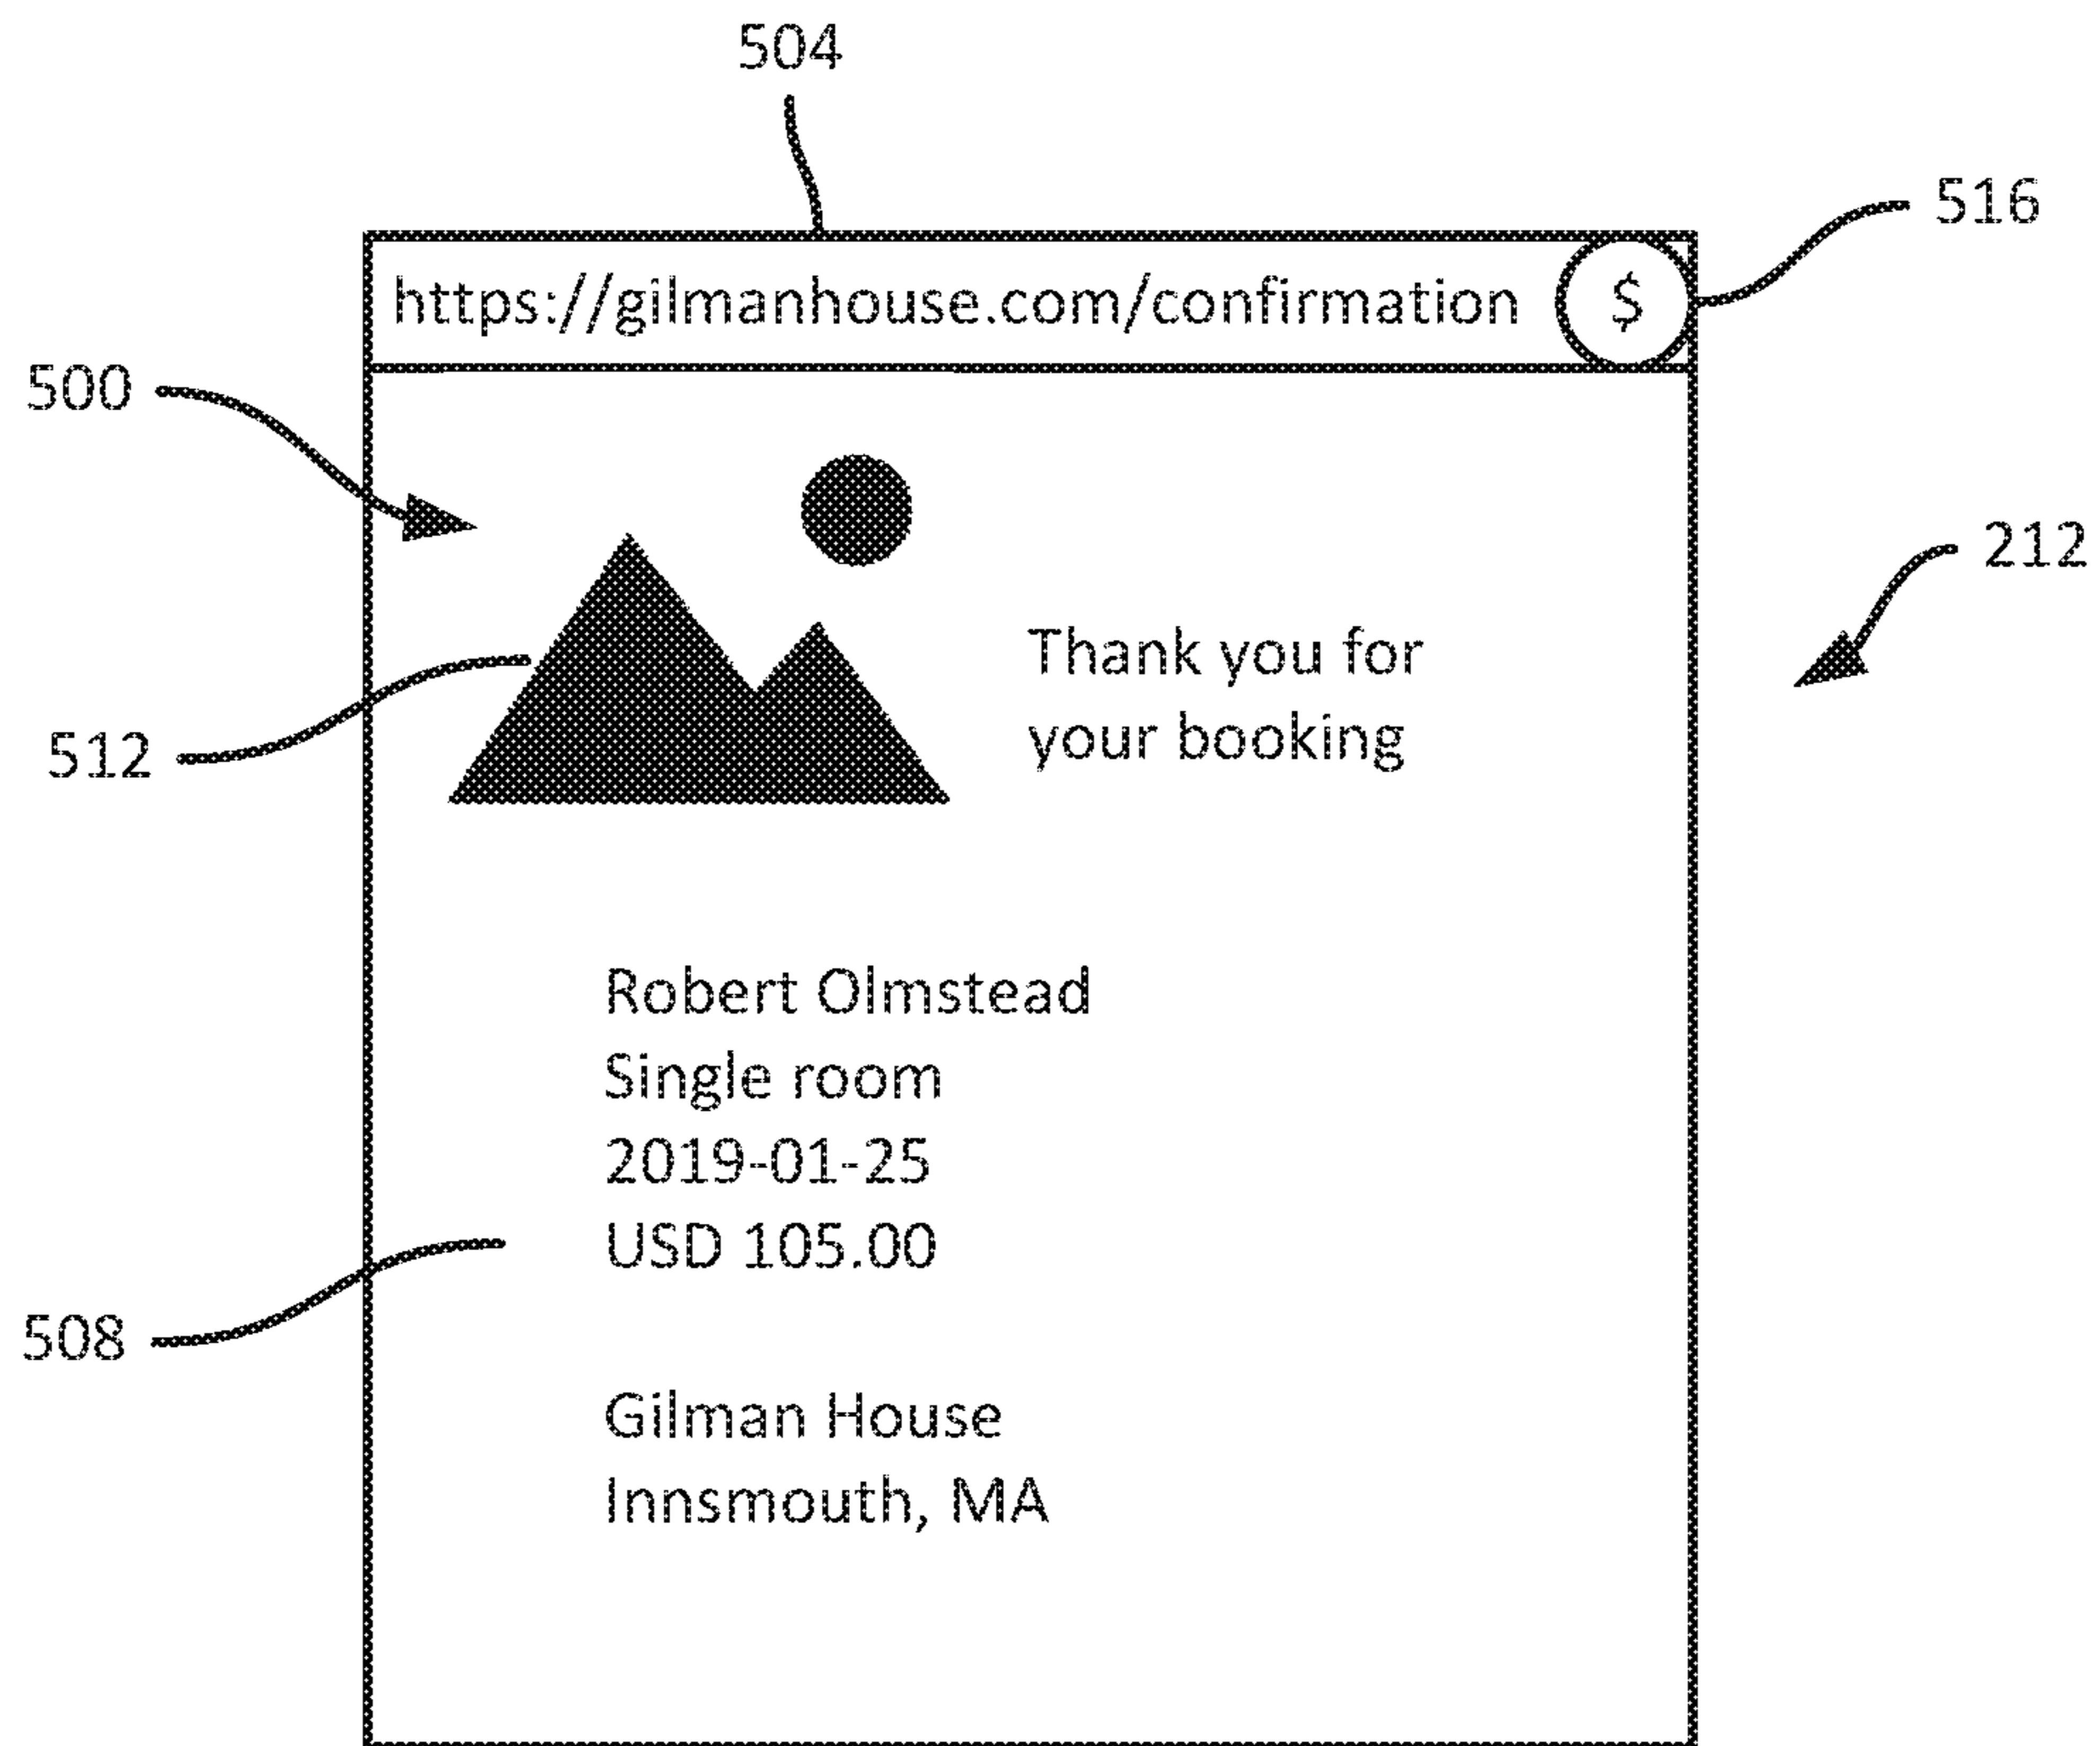 504
516
https://gilmanhouse.com/confirmation
$
500
212
Thank you for
your booking
512
Robert Olmstead
Single room
2019-01-25
USD 105.00
508
Gilman House
Innsmouth, MA